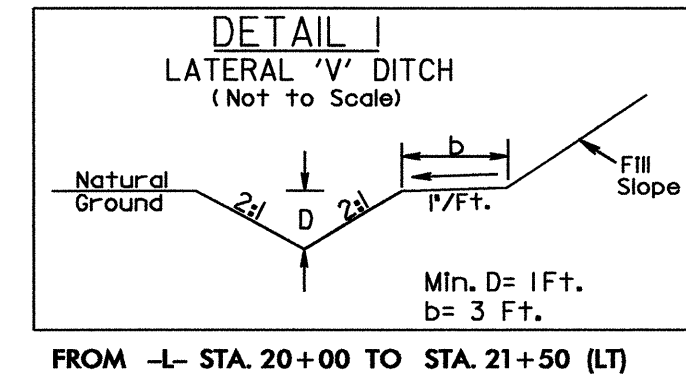 DETAIL 1
LATERAL 'V' DITCH
(Not to Scale)
b
Natural
Ground
2:1
D
2:1
1"/Ft.
Fill
Slope
Min. D= 1Ft.
b= 3 Ft.
FROM -L- STA. 20+00 TO STA. 21+50 (LT)